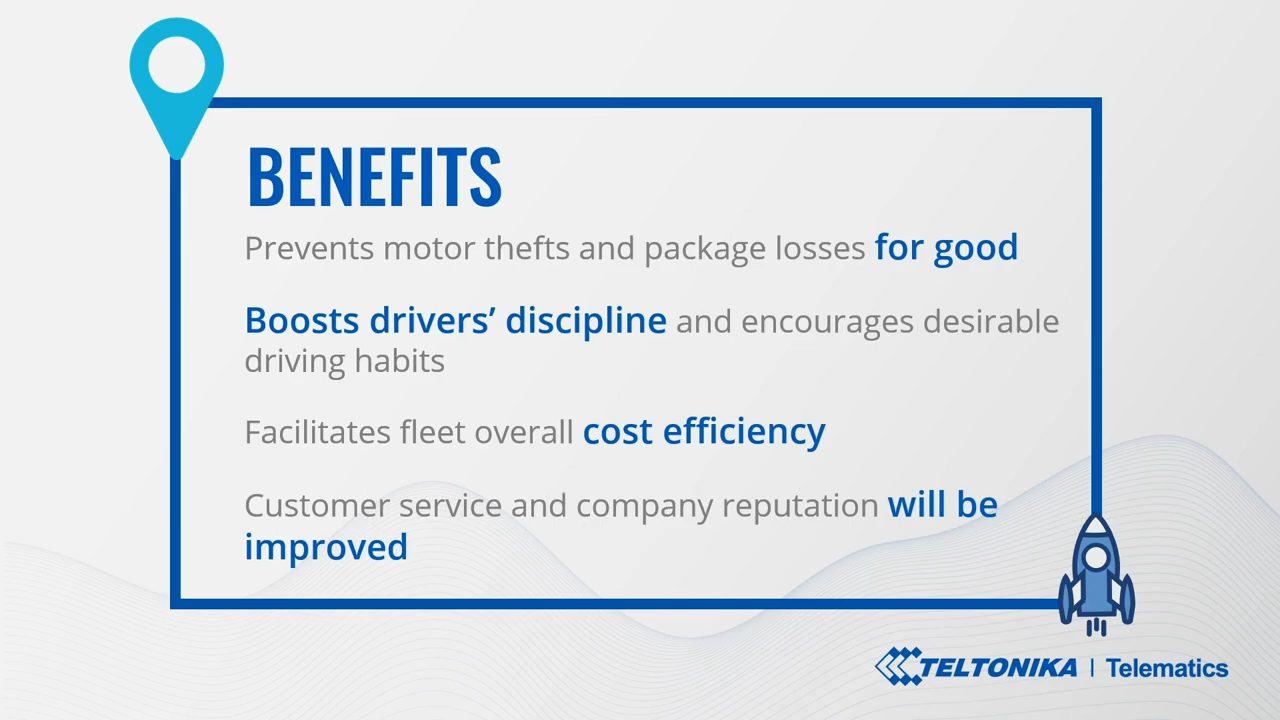 BENEFITS
Prevents motor thefts and package losses for good
Boosts drivers’ discipline and encourages desirable
driving habits
Facilitates fleet overall cost efficiency
Customer service and company reputation will be
improved
TELTONIKA | Telematics